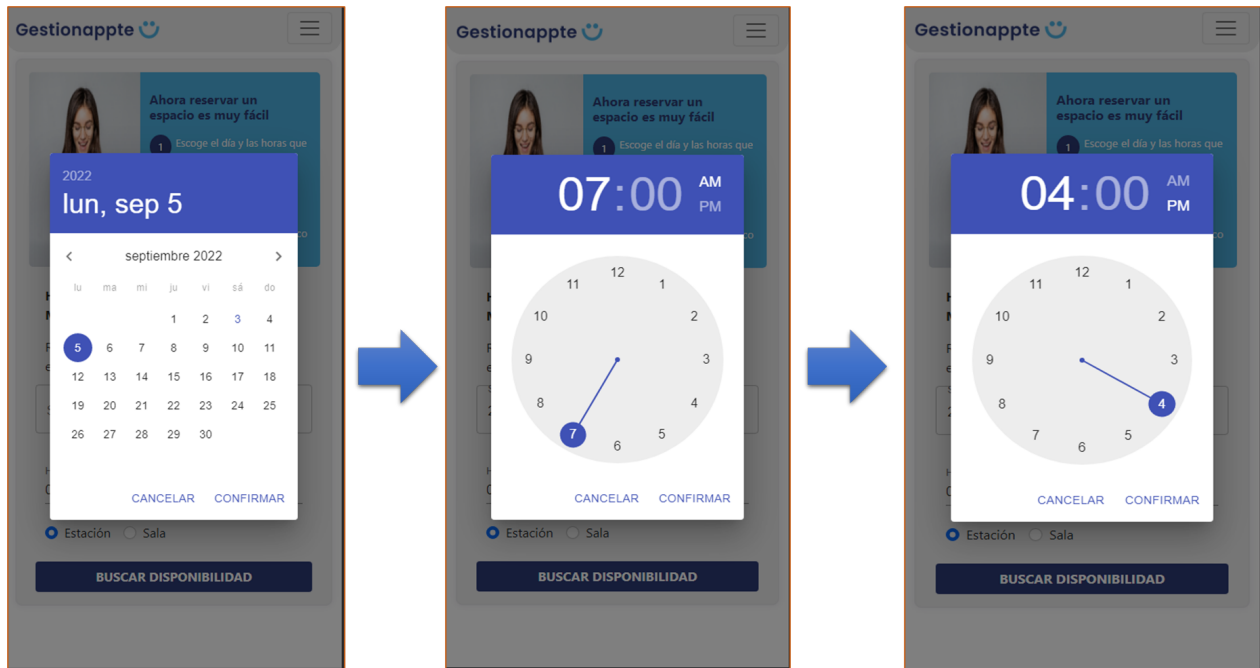 Gestionappte
Ahora reservar un
espacio es muy fácil
1 Escoge el día y las horas que
2022
lun, sep 5
septiembre 2022
lu ma mi ju vi sá do
1 2 3 4
5 6 7 8 9 10 11
12 13 14 15 16 17 18
19 20 21 22 23 24 25
26 27 28 29 30
CANCELAR CONFIRMAR
Estación Sala
BUSCAR DISPONIBILIDAD
Gestionappte
Ahora reservar un
espacio es muy fácil
1 Escoge el día y las horas que
07:00 AM
PM
12
11 1
10 2
9 3
8 4
7 5
6
CANCELAR CONFIRMAR
Estación Sala
BUSCAR DISPONIBILIDAD
Gestionappte
Ahora reservar un
espacio es muy fácil
1 Escoge el día y las horas que
04:00 AM
PM
12
11 1
10 2
9 3
8 4
7 5
6
CANCELAR CONFIRMAR
Estación Sala
BUSCAR DISPONIBILIDAD